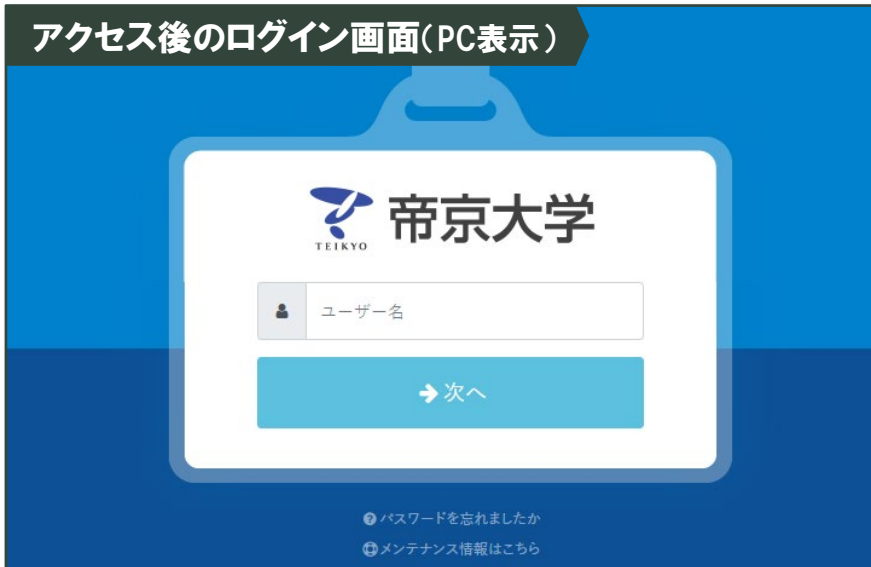 アクセス後のログイン画面（PC表示）
帝京大学
TEIKYO
ユーザー名
次へ
パスワードを忘れましたか
メンテナンス情報はこちら